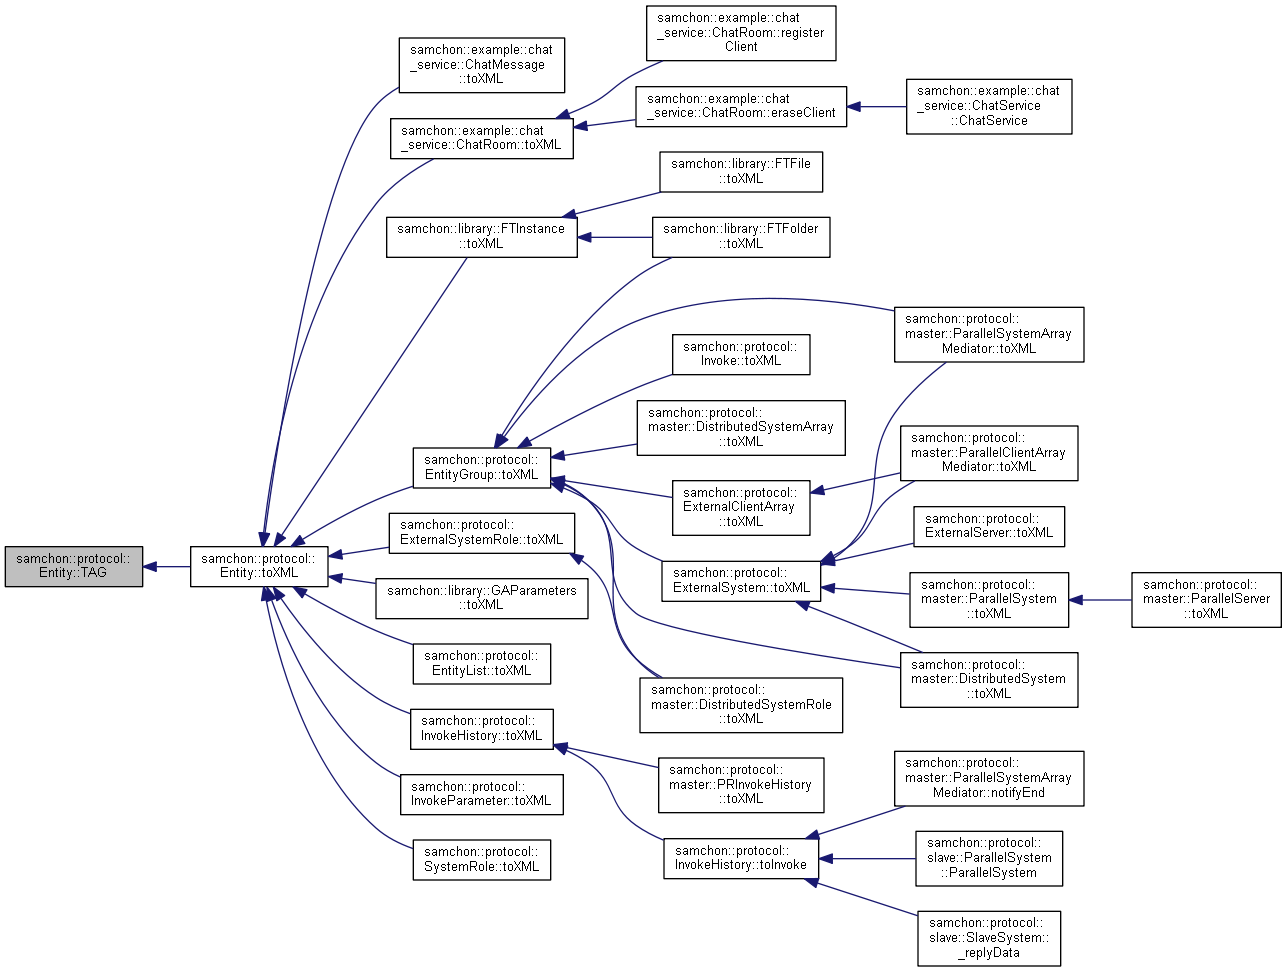 samchon::protocol::
Entity::TAG
samchon::protocol::
Entity::toXML
samchon::example::chat
_service::ChatMessage
::toXML
samchon::example::chat
_service::ChatRoom::toXML
samchon::library::FTInstance
::toXML
samchon::protocol::
EntityGroup::toXML
samchon::protocol::
ExternalSystemRole::toXML
samchon::library::GAParameters
::toXML
samchon::protocol::
EntityList::toXML
samchon::protocol::
InvokeHistory::toXML
samchon::protocol::
InvokeParameter::toXML
samchon::protocol::
SystemRole::toXML
samchon::example::chat
_service::ChatRoom::register
Client
samchon::example::chat
_service::ChatRoom::eraseClient
samchon::library::FTFile
::toXML
samchon::library::FTFolder
::toXML
samchon::protocol::
Invoke::toXML
samchon::protocol::
master::DistributedSystemArray
::toXML
samchon::protocol::
ExternalClientArray
::toXML
samchon::protocol::
ExternalSystem::toXML
samchon::protocol::
master::DistributedSystemRole
::toXML
samchon::protocol::
master::PRInvokeHistory
::toXML
samchon::protocol::
InvokeHistory::toInvoke
samchon::example::chat
_service::ChatService
::ChatService
samchon::protocol::
master::ParallelSystemArray
Mediator::toXML
samchon::protocol::
master::ParallelClientArray
Mediator::toXML
samchon::protocol::
ExternalServer::toXML
samchon::protocol::
master::ParallelSystem
::toXML
samchon::protocol::
master::DistributedSystem
::toXML
samchon::protocol::
master::ParallelSystemArray
Mediator::notifyEnd
samchon::protocol::
slave::ParallelSystem
::ParallelSystem
samchon::protocol::
slave::SlaveSystem::
_replyData
samchon::protocol::
master::ParallelServer
::toXML